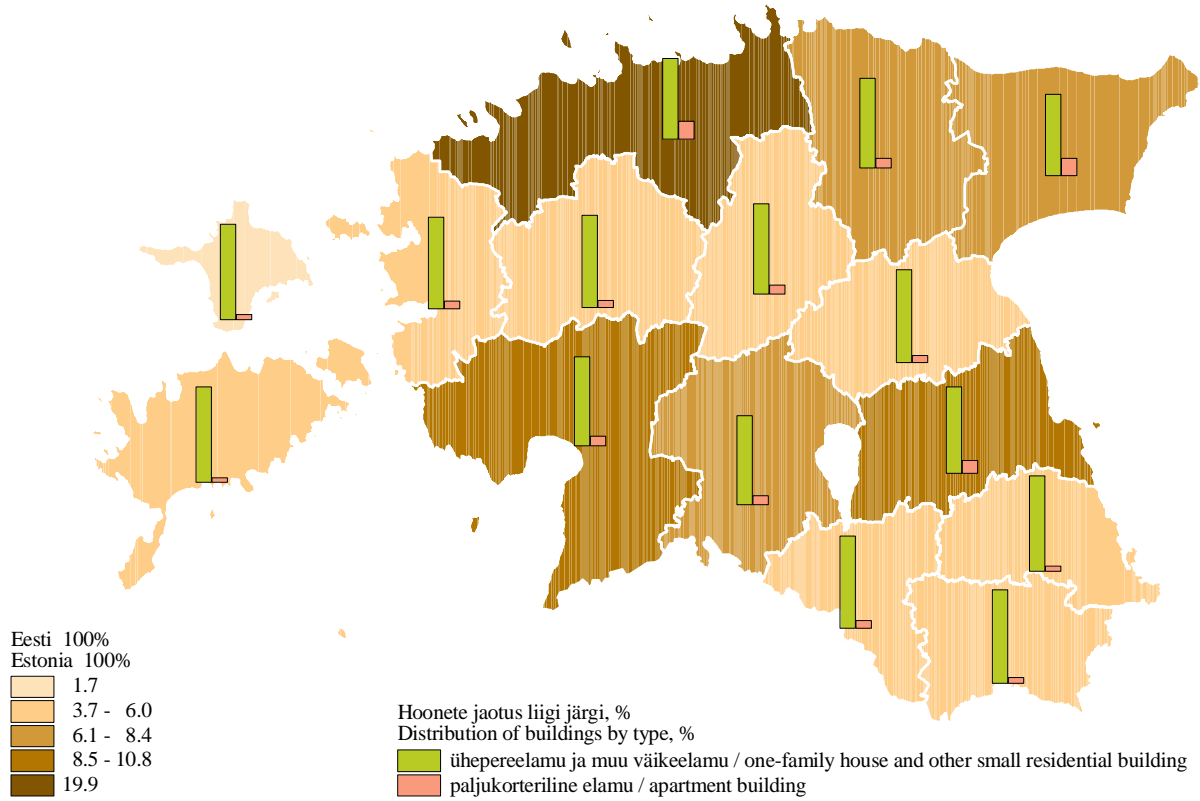 Eesti 100%
Estonia 100%
1.7
3.7 - 6.0
6.1 - 8.4
8.5 - 10.8
19.9
Hoonete jaotus liigi järgi, %
Distribution of buildings by type, %
ühepereelamu ja muu väikeelamu / one-family house and other small residential building
paljukorteriline elamu / apartment building